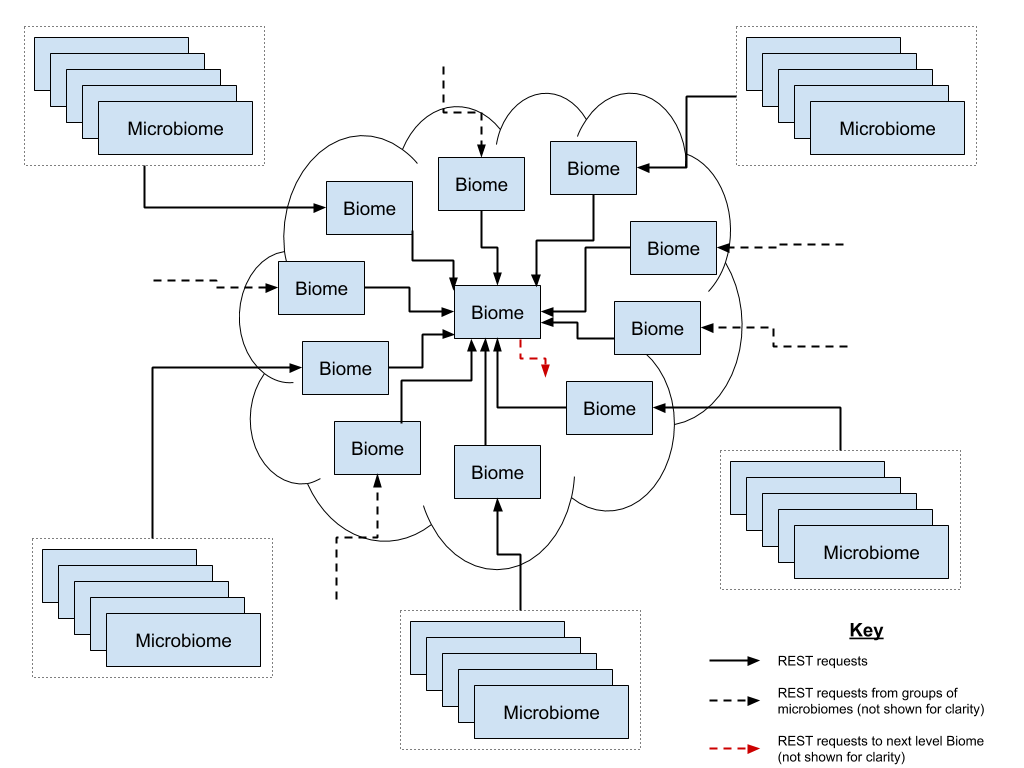 Microbiome
Microbiome
Biome
Biome
Biome
Biome
Biome
Biome
Biome
Biome
Biome
Biome
Biome
Biome
Microbiome
Microbiome
Microbiome
Key
REST requests
REST requests from groups of
microbiomes (not shown for clarity)
REST requests to next level Biome
(not shown for clarity)